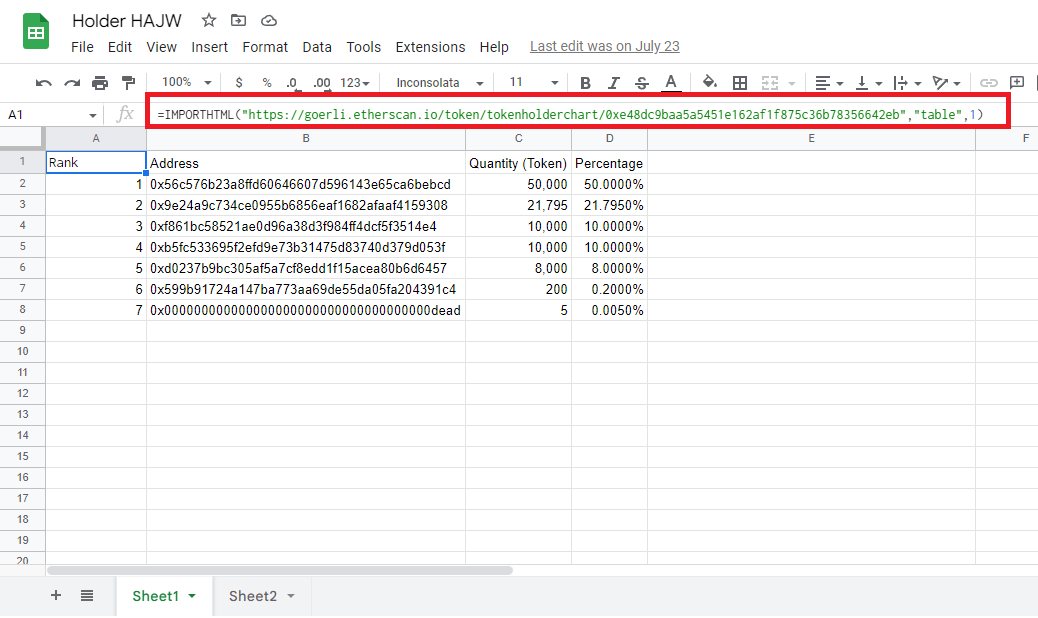 Holder HAJW
File Edit View Insert Format Data Tools Extensions Help Last edit was on July 23
100% $ % .0 .00 123 Inconsolata 11 B I S A
A1 fx =IMPORTHTML("https://goerli.etherscan.io/token/tokenholderchart/0xe48dc9baa5a5451e162af1f875c36b78356642eb","table",1)
A B C D E F
1 Rank Address Quantity (Token) Percentage
2 1 0x56c576b23a8ffd60646607d596143e65ca6bebcd 50,000 50.0000%
3 2 0x9e24a9c734ce0955b6856eaf1682afaaf4159308 21,795 21.7950%
4 3 0xf861bc58521ae0d96a38d3f984ff4dcf5f3514e4 10,000 10.0000%
5 4 0xb5fc533695f2efd9e73b31475d83740d379d053f 10,000 10.0000%
6 5 0xd0237b9bc305af5a7cf8edd1f15acea80b6d6457 8,000 8.0000%
7 6 0x599b91724a147ba773aa69de55da05fa204391c4 200 0.2000%
8 7 0x000000000000000000000000000000000000dead 5 0.0050%
9
10
11
12
13
14
15
16
17
18
19
20
Sheet1 Sheet2